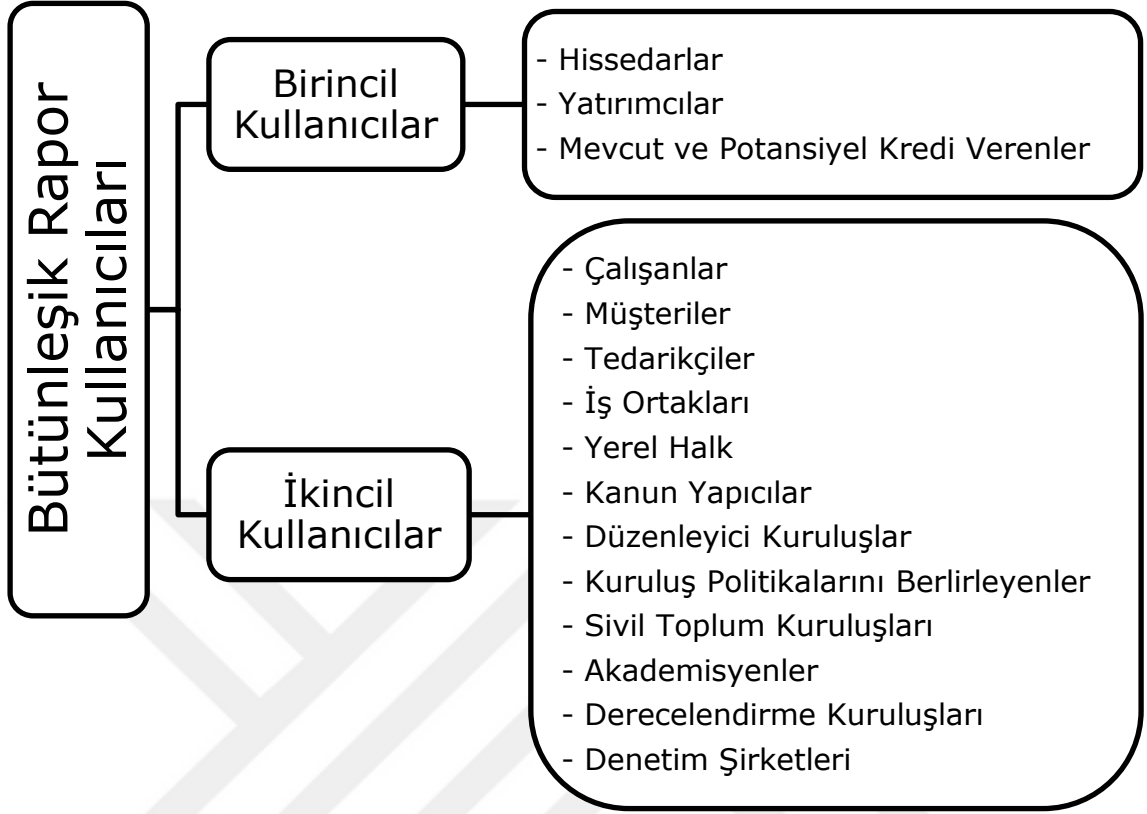 Bütünleşik Rapor
Kullanıcıları
Birincil
Kullanıcılar
- Hissedarlar
- Yatırımcılar
- Mevcut ve Potansiyel Kredi Verenler
İkincil
Kullanıcılar
- Çalışanlar
- Müşteriler
- Tedarikçiler
- İş Ortakları
- Yerel Halk
- Kanun Yapıcılar
- Düzenleyici Kuruluşlar
- Kuruluş Politikalarını Berlirleyenler
- Sivil Toplum Kuruluşları
- Akademisyenler
- Derecelendirme Kuruluşları
- Denetim Şirketleri